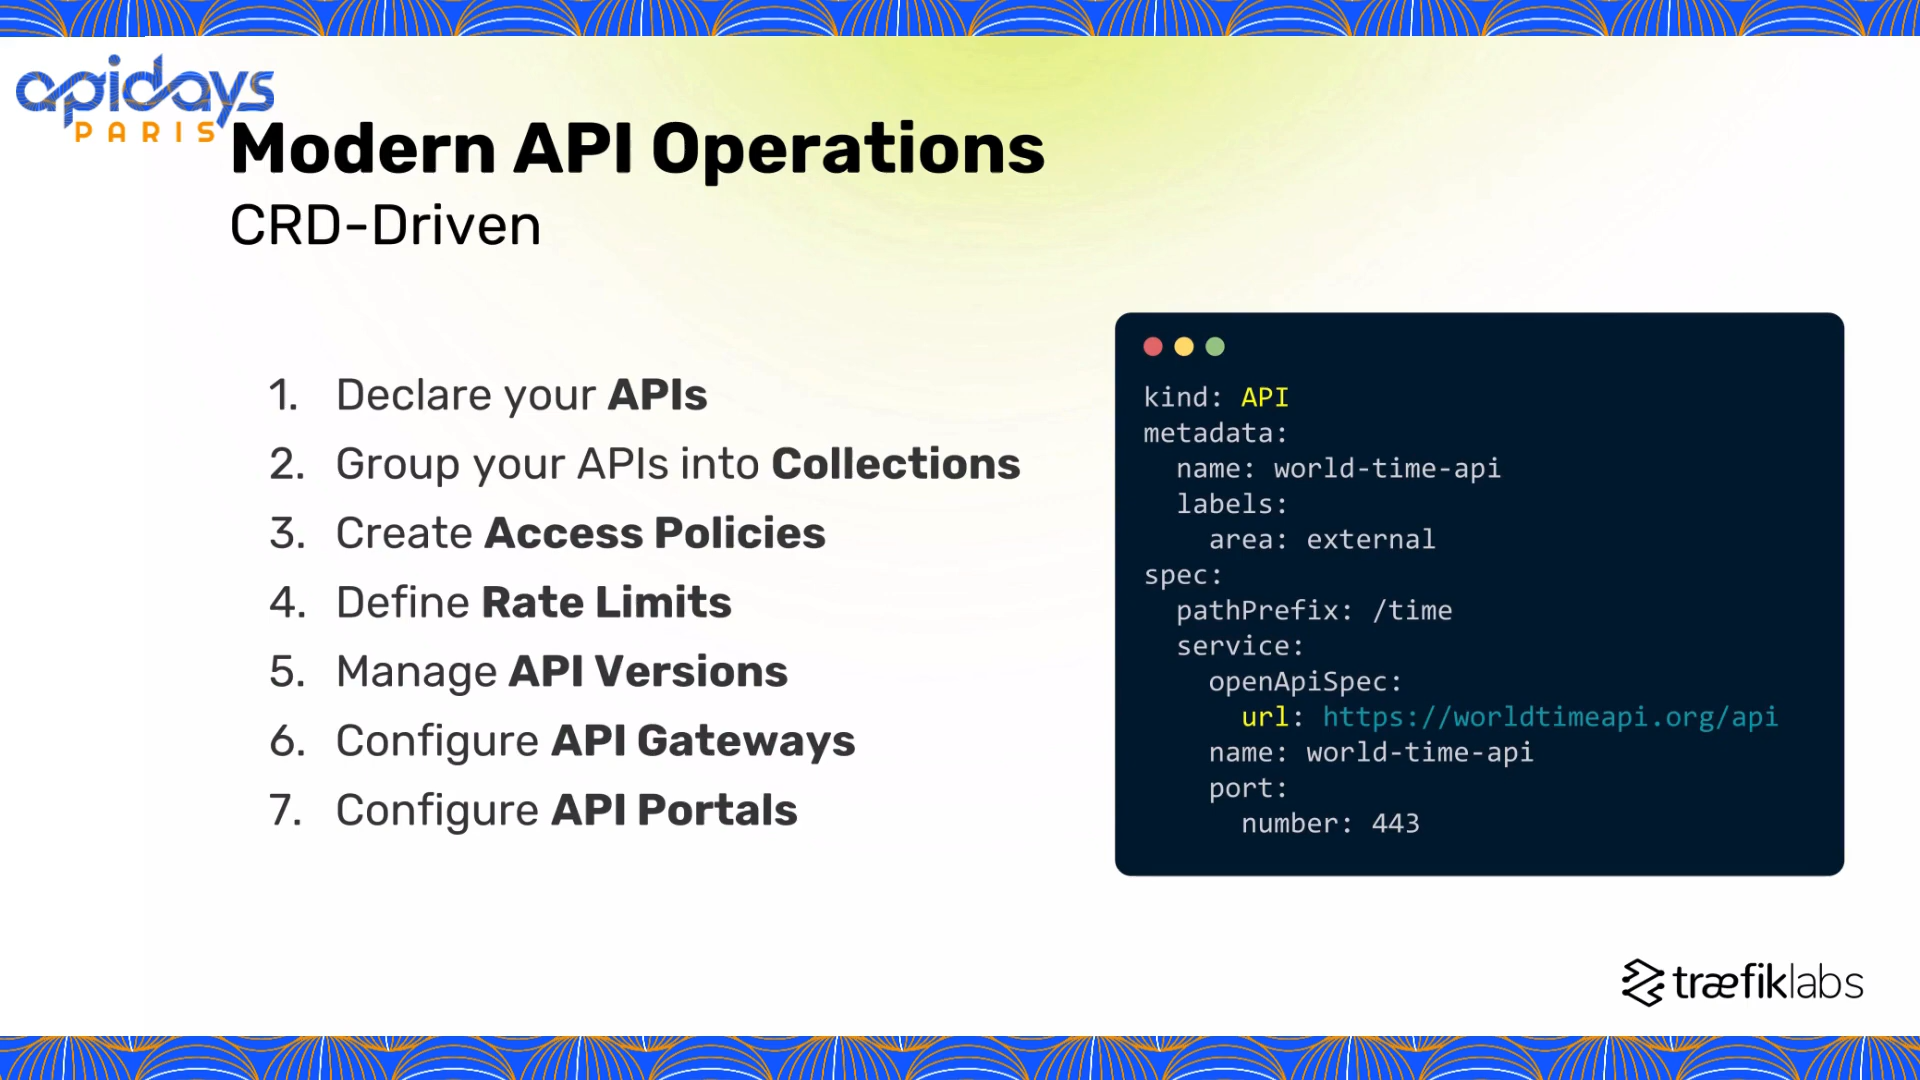 apidays
PARIS
Modern API Operations
CRD-Driven
1. Declare your APIs
2. Group your APIs into Collections
3. Create Access Policies
4. Define Rate Limits
5. Manage API Versions
6. Configure API Gateways
7. Configure API Portals
kind: API
metadata:
  name: world-time-api
  labels:
    area: external
spec:
  pathPrefix: /time
  service:
    openApiSpec:
      url: https://worldtimeapi.org/api
    name: world-time-api
    port:
      number: 443
træfiklabs